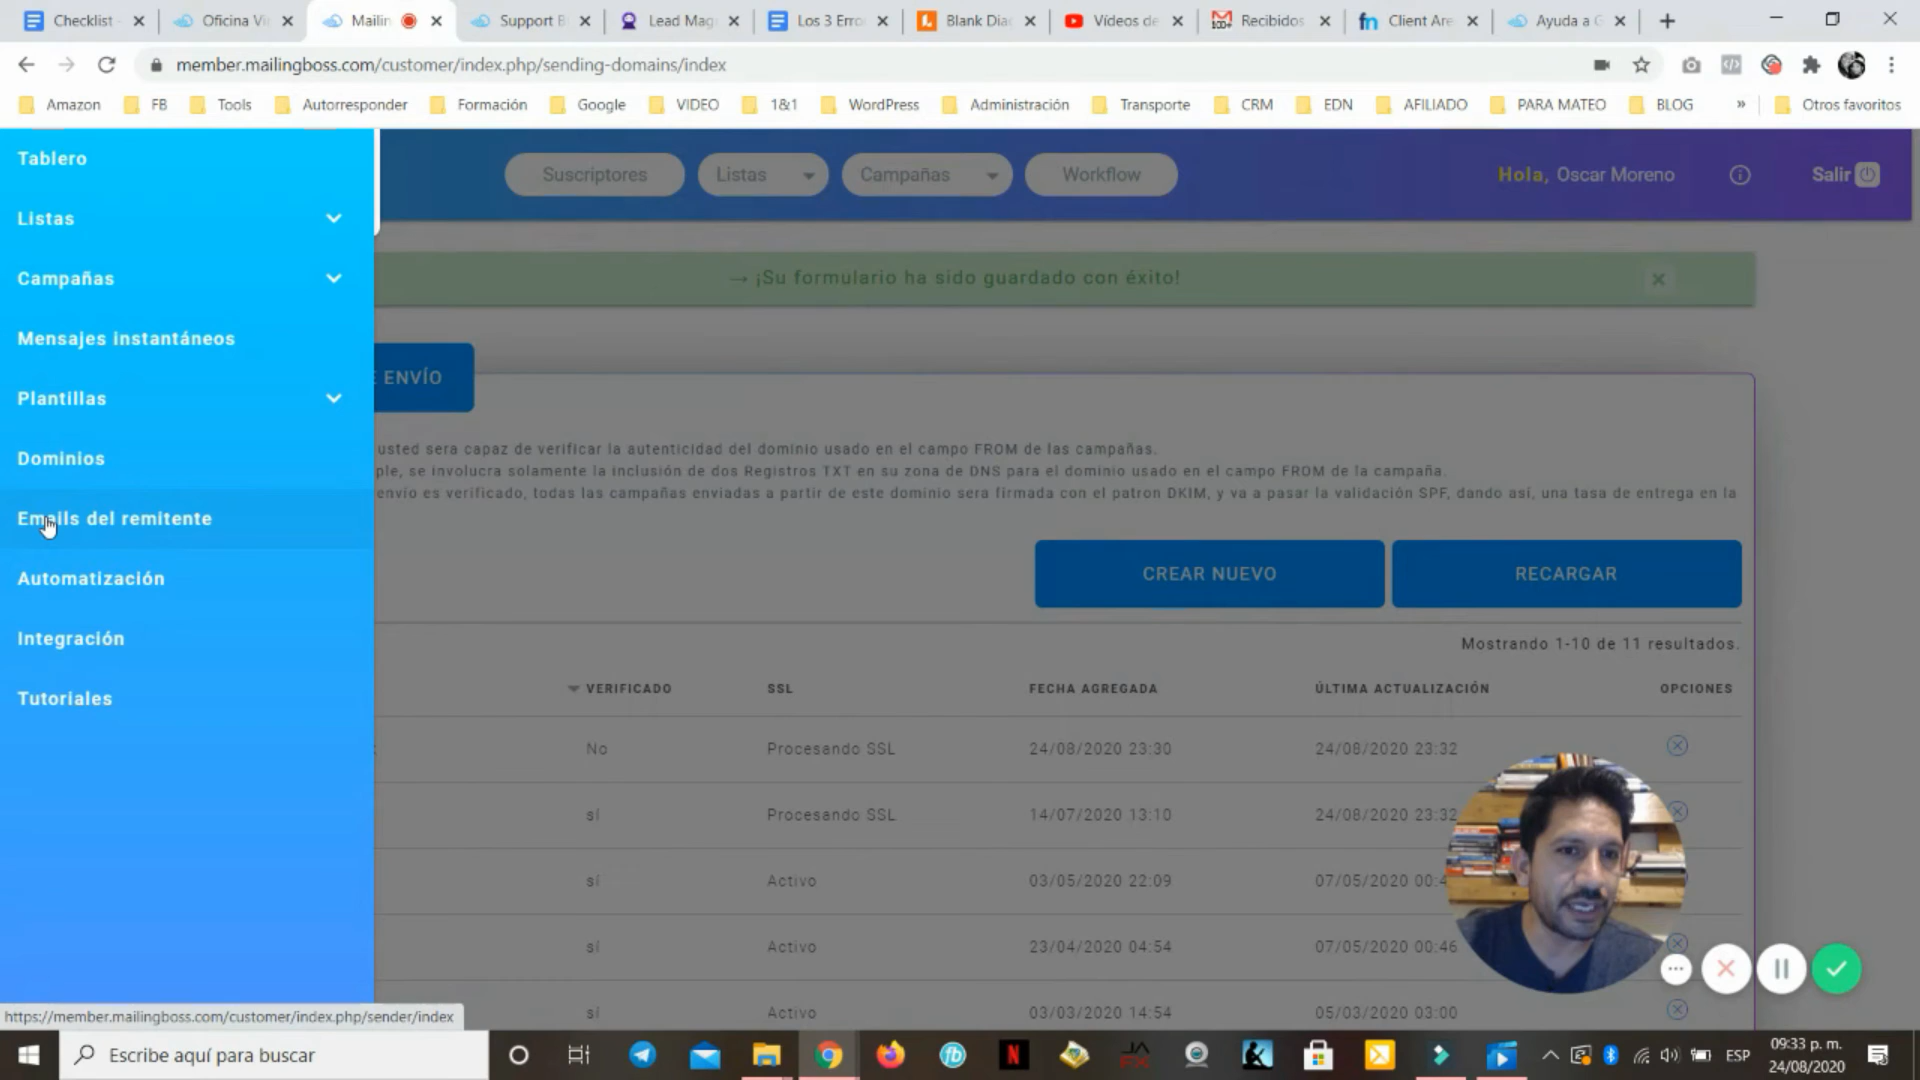 Checklist -
Oficina Vi
Mailin
Support B
Lead Mag
Los 3 Erro
Blank Dia
Vídeos de
Recibidos
Client Are
Ayuda a G
member.mailingboss.com/customer/index.php/sending-domains/index
Amazon
FB
Tools
Autorresponder
Formación
Google
VIDEO
1&1
WordPress
Administración
Transporte
CRM
EDN
AFILIADO
PARA MATEO
BLOG
»
Otros favoritos
Tablero
Listas
Campañas
Mensajes instantáneos
Plantillas
Dominios
Emails del remitente
Automatización
Integración
Tutoriales
Suscriptores
Listas
Campañas
Workflow
Hola, Oscar Moreno
Salir
→ ¡Su formulario ha sido guardado con éxito!
ENVÍO
usted sera capaz de verificar la autenticidad del dominio usado en el campo FROM de las campañas.
ple, se involucra solamente la inclusión de dos Registros TXT en su zona de DNS para el dominio usado en el campo FROM de la campaña.
envío es verificado, todas las campañas enviadas a partir de este dominio sera firmada con el patron DKIM, y va a pasar la validación SPF, dando así, una tasa de entrega en la
CREAR NUEVO
RECARGAR
Mostrando 1-10 de 11 resultados.
VERIFICADO SSL FECHA AGREGADA ÚLTIMA ACTUALIZACIÓN OPCIONES
No Procesando SSL 24/08/2020 23:30 24/08/2020 23:32
sí Procesando SSL 14/07/2020 13:10 24/08/2020 23:32
sí Activo 03/05/2020 22:09 07/05/2020 00:4
sí Activo 23/04/2020 04:54 07/05/2020 00:46
sí Activo 03/03/2020 14:54 05/03/2020 03:00
https://member.mailingboss.com/customer/index.php/sender/index
Escribe aquí para buscar
ESP
09:33 p. m.
24/08/2020